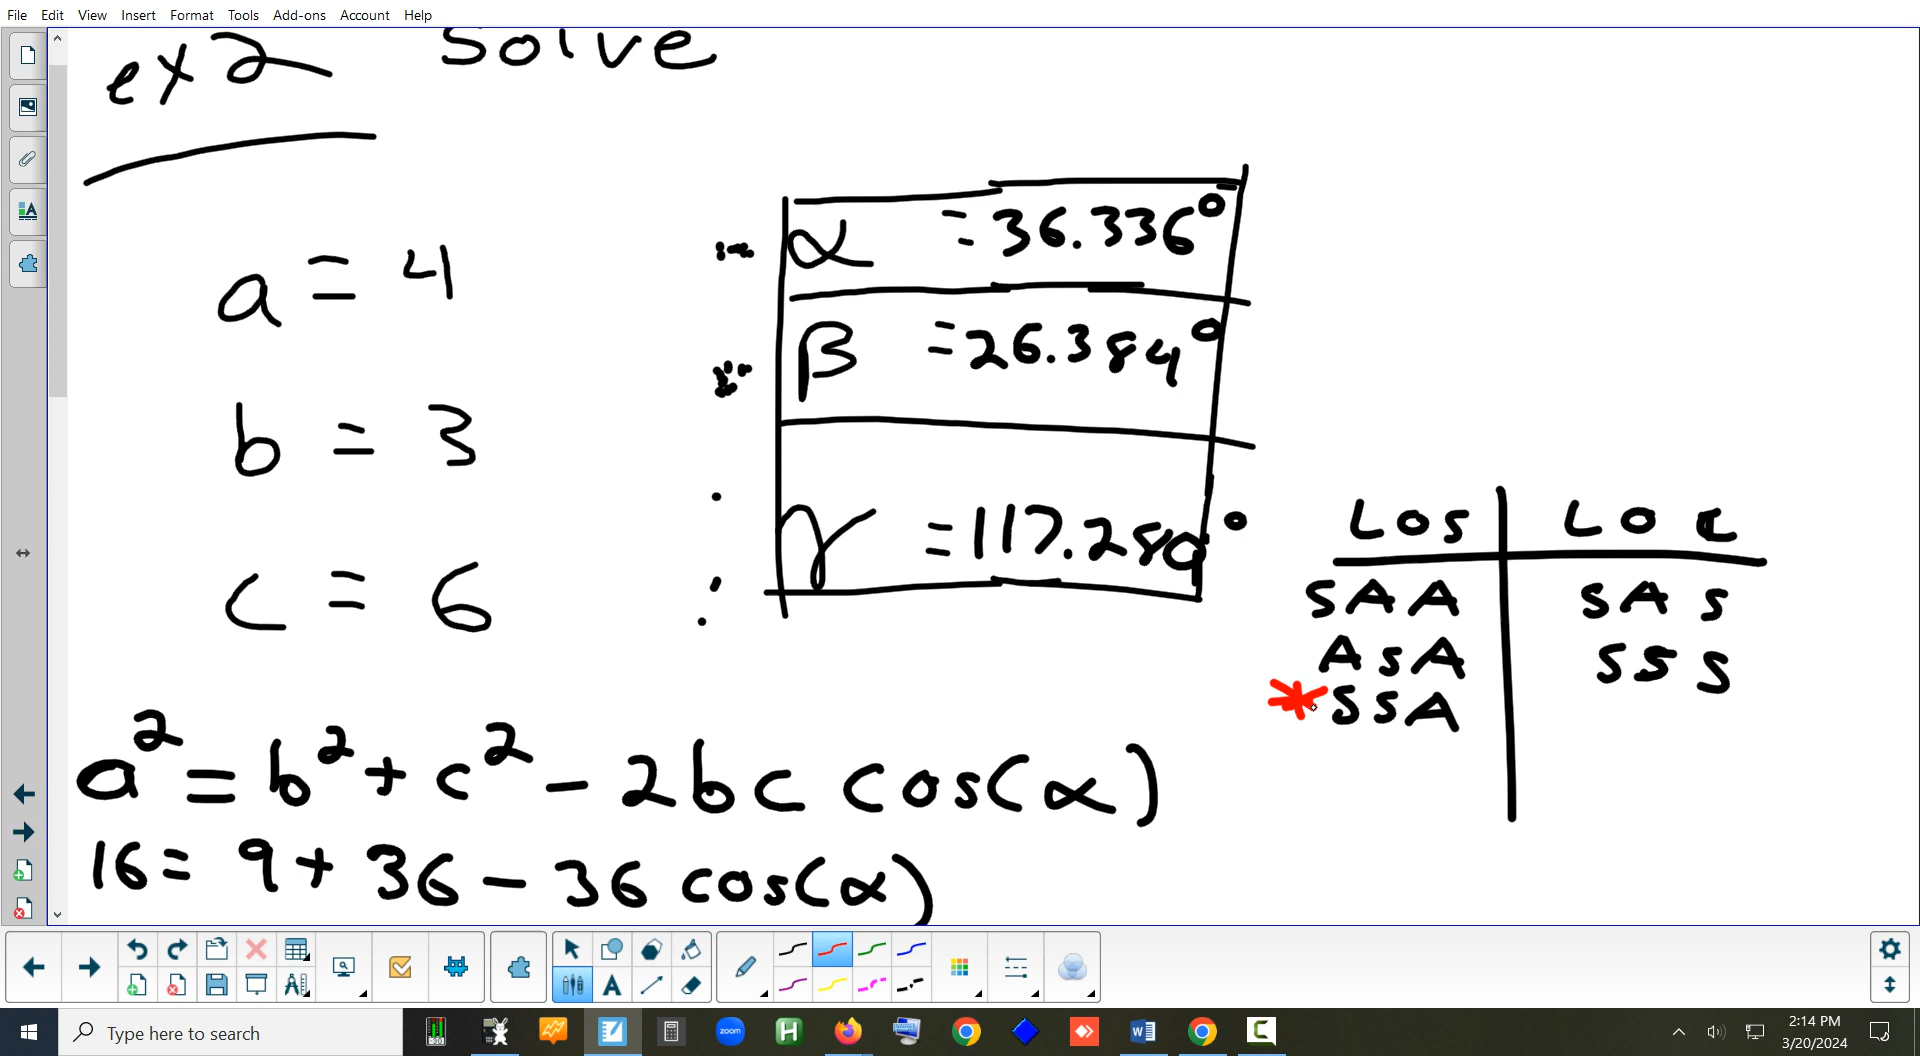 File Edit View Insert Format Tools Add-ons Account Help
ex2 Solve
a = 4
b = 3
c = 6
α = 36.336°
β = 26.384°
γ = 117.280°
LOS LOC
SAA SAS
ASA SSS
*SSA
a² = b² + c² - 2bc cos(α)
16 = 9 + 36 - 36 cos(α)
A
Type here to search
zoom
H
W
C
2:14 PM
3/20/2024